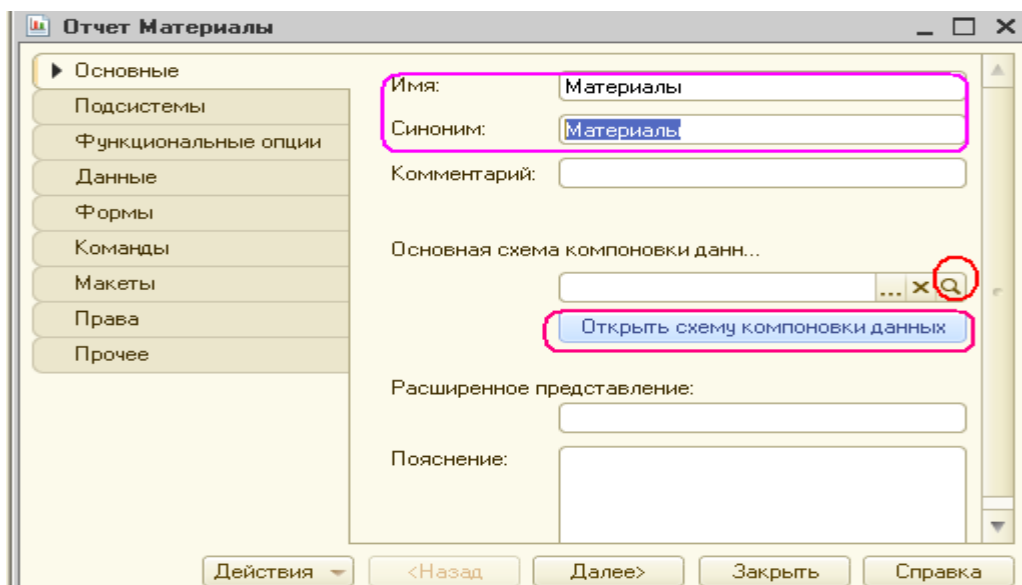 Отчет Материалы
Основные
Подсистемы
Функциональные опции
Данные
Формы
Команды
Макеты
Права
Прочее
Имя: Материалы
Синоним: Материалы
Комментарий:
Основная схема компоновки данн...
...
Открыть схему компоновки данных
Расширенное представление:
Пояснение:
Действия <Назад Далее> Закрыть Справка